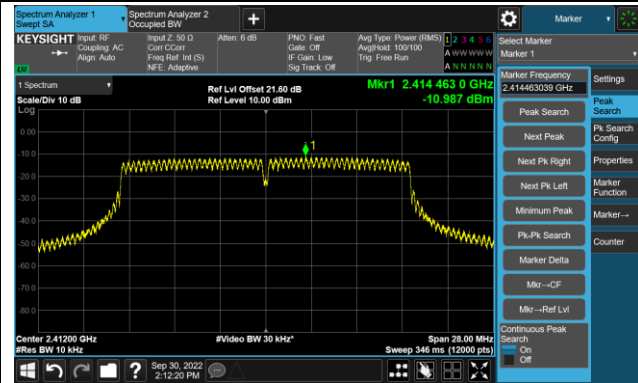 Spectrum Analyzer 1
Swept SA
Spectrum Analyzer 2
Occupied BW
+
Marker
KEYSIGHT
Input: RF
Coupling: AC
Align: Auto
Input Z: 50 Ω
Corr CCorr
Freq Ref: Int (S)
NFE: Adaptive
Atten: 6 dB
PNO: Fast
Gate: Off
IF Gain: Low
Sig Track: Off
Avg Type: Power (RMS)
Avg|Hold: 100/100
Trig: Free Run
1 2 3 4 5 6
A W W W W W
A N N N N N
Select Marker
Marker 1
1 Spectrum
Scale/Div 10 dB
Log
Ref Lvl Offset 21.60 dB
Ref Level 10.00 dBm
Mkr1 2.414 463 0 GHz
-10.987 dBm
0.00
-10.0
-20.0
-30.0
-40.0
-50.0
-60.0
-70.0
-80.0
1
Center 2.41200 GHz
#Res BW 10 kHz
#Video BW 30 kHz*
Span 28.00 MHz
Sweep 346 ms (12000 pts)
Marker Frequency
2.414463039 GHz
Peak Search
Next Peak
Next Pk Right
Next Pk Left
Minimum Peak
Pk-Pk Search
Marker Delta
Mkr→CF
Mkr→Ref Lvl
Continuous Peak
Search
On
Off
Settings
Peak
Search
Pk Search
Config
Properties
Marker
Function
Marker→
Counter
?
Sep 30, 2022
2:12:20 PM